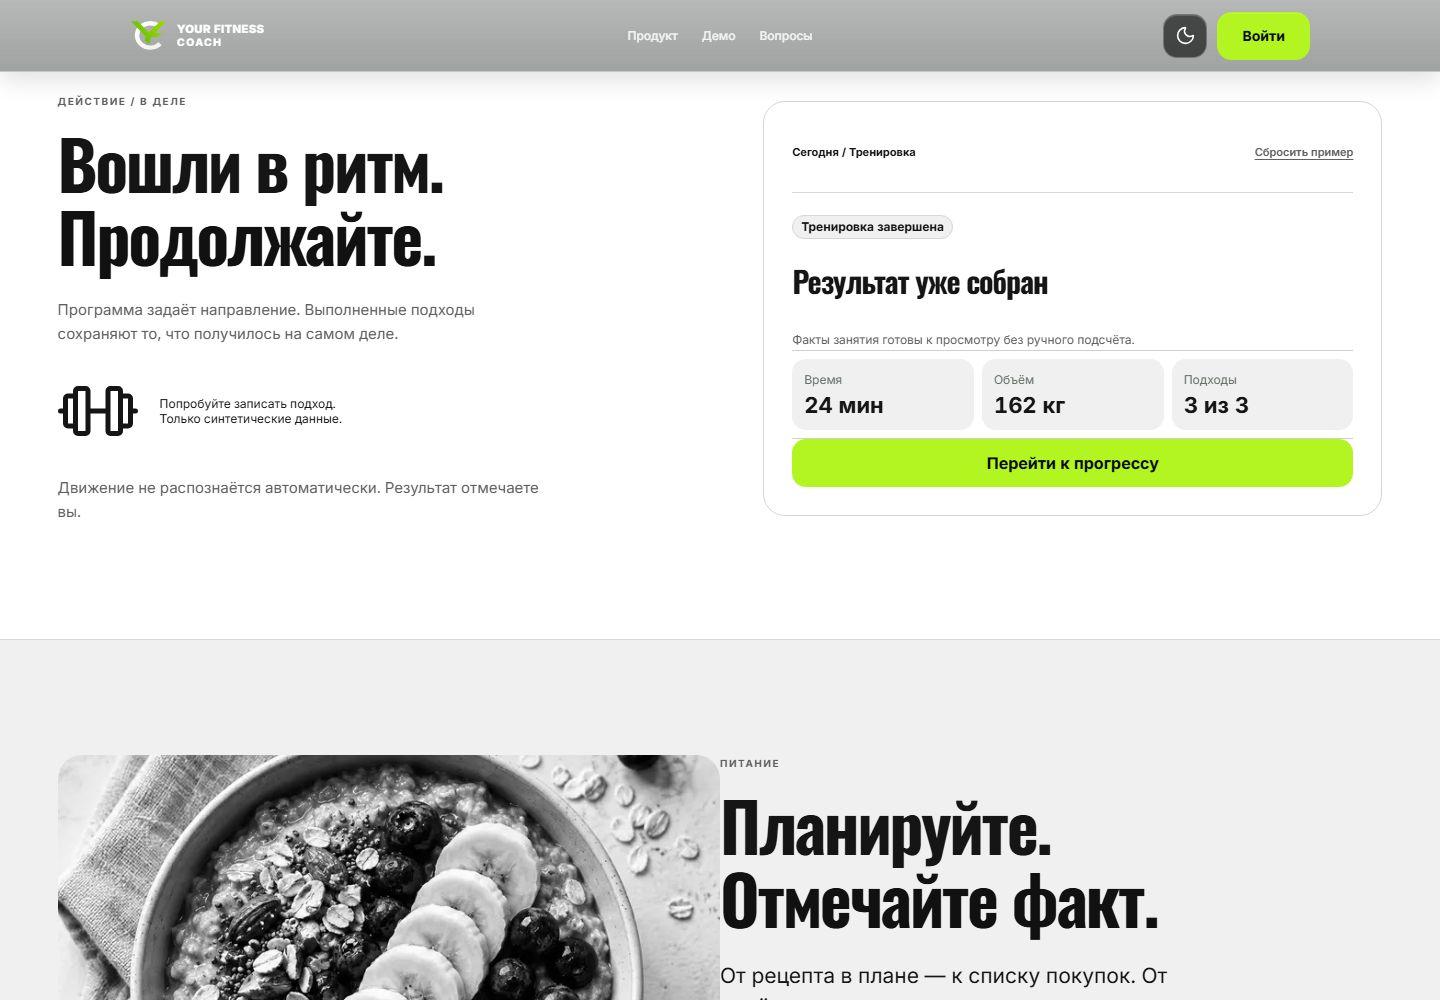 YOUR FITNESS
COACH
Продукт Демо Вопросы
Войти
ДЕЙСТВИЕ / В ДЕЛЕ
Вошли в ритм.
Продолжайте.
Программа задаёт направление. Выполненные подходы
сохраняют то, что получилось на самом деле.
Попробуйте записать подход.
Только синтетические данные.
Движение не распознаётся автоматически. Результат отмечаете
вы.
Сегодня / Тренировка
Сбросить пример
Тренировка завершена
Результат уже собран
Факты занятия готовы к просмотру без ручного подсчёта.
Время
24 мин
Объём
162 кг
Подходы
3 из 3
Перейти к прогрессу
ПИТАНИЕ
Планируйте.
Отмечайте факт.
От рецепта в плане — к списку покупок. От